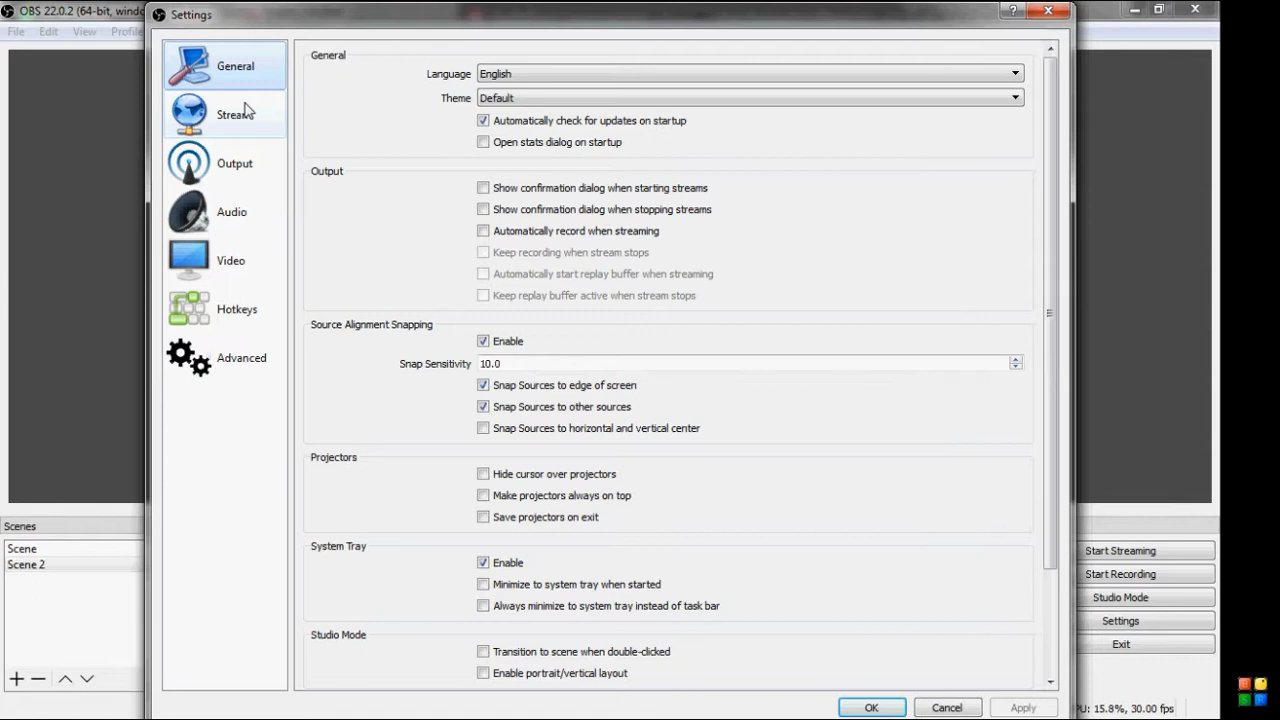 OBS 22.0.2 (64-bit, windo
Settings
File Edit View Profile
General
Stream
Output
Audio
Video
Hotkeys
Advanced
General
Language English
Theme Default
Automatically check for updates on startup
Open stats dialog on startup
Output
Show confirmation dialog when starting streams
Show confirmation dialog when stopping streams
Automatically record when streaming
Keep recording when stream stops
Automatically start replay buffer when streaming
Keep replay buffer active when stream stops
Source Alignment Snapping
Enable
Snap Sensitivity 10.0
Snap Sources to edge of screen
Snap Sources to other sources
Snap Sources to horizontal and vertical center
Projectors
Hide cursor over projectors
Make projectors always on top
Save projectors on exit
System Tray
Enable
Minimize to system tray when started
Always minimize to system tray instead of task bar
Studio Mode
Transition to scene when double-clicked
Enable portrait/vertical layout
OK Cancel Apply
Scenes
Scene
Scene 2
Start Streaming
Start Recording
Studio Mode
Settings
Exit
PU: 15.8%, 30.00 fps